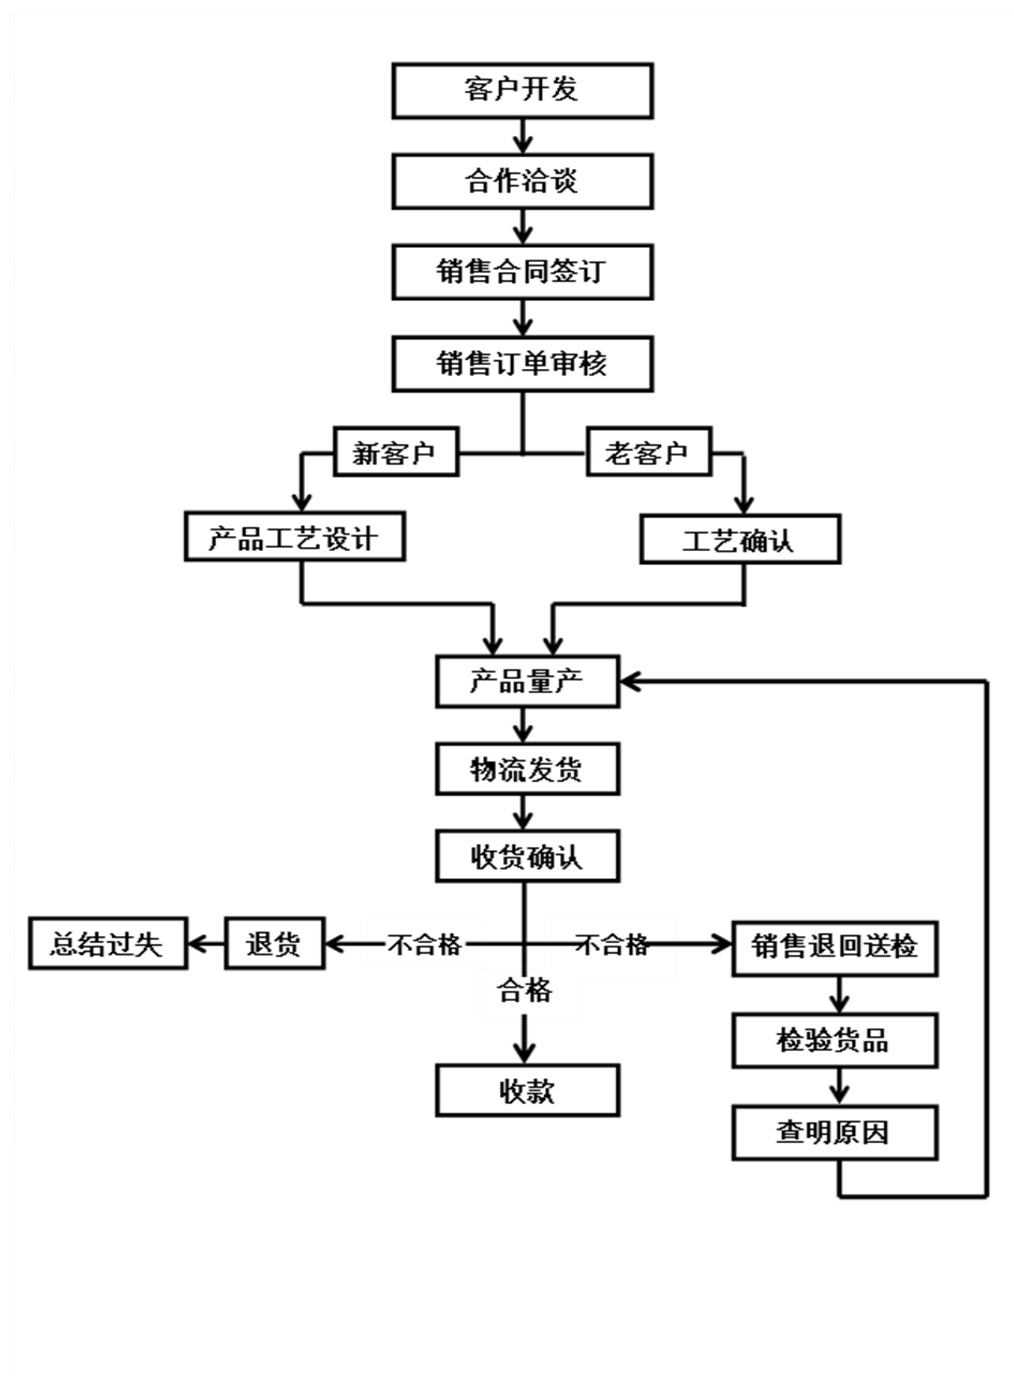 客户开发
合作洽谈
销售合同签订
销售订单审核
新客户
老客户
产品工艺设计
工艺确认
产品量产
物流发货
收货确认
总结过失
退货
不合格
不合格
销售退回送检
合格
检验货品
收款
查明原因